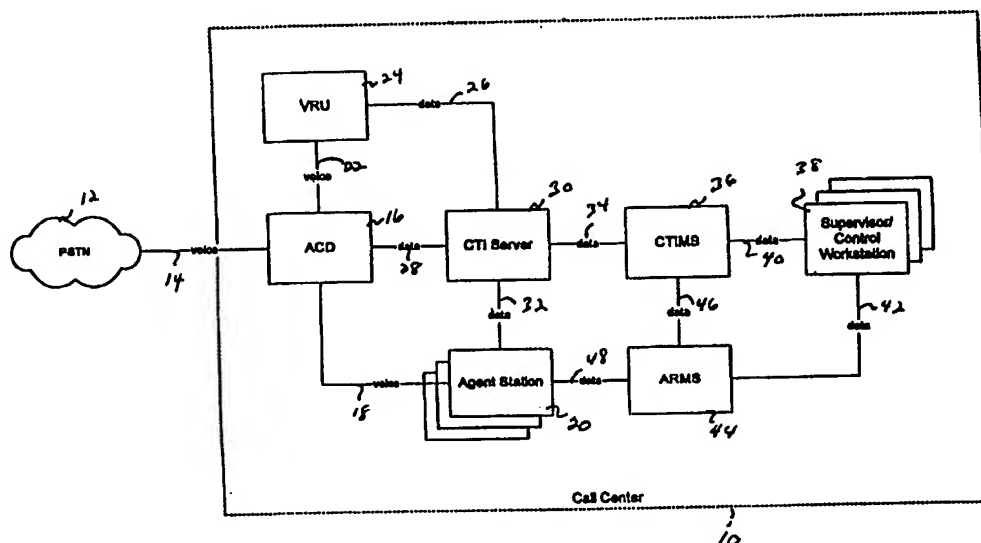 24
26
VRU
data
22
voice
12
16
30
34
36
38
PSTN
voice
ACD
data
CTI Server
data
CTIMS
data
Supervisor/
Control
Workstation
14
28
40
32
46
42
data
data
data
48
voice
Agent Station
data
ARMS
18
20
44
Call Center
10